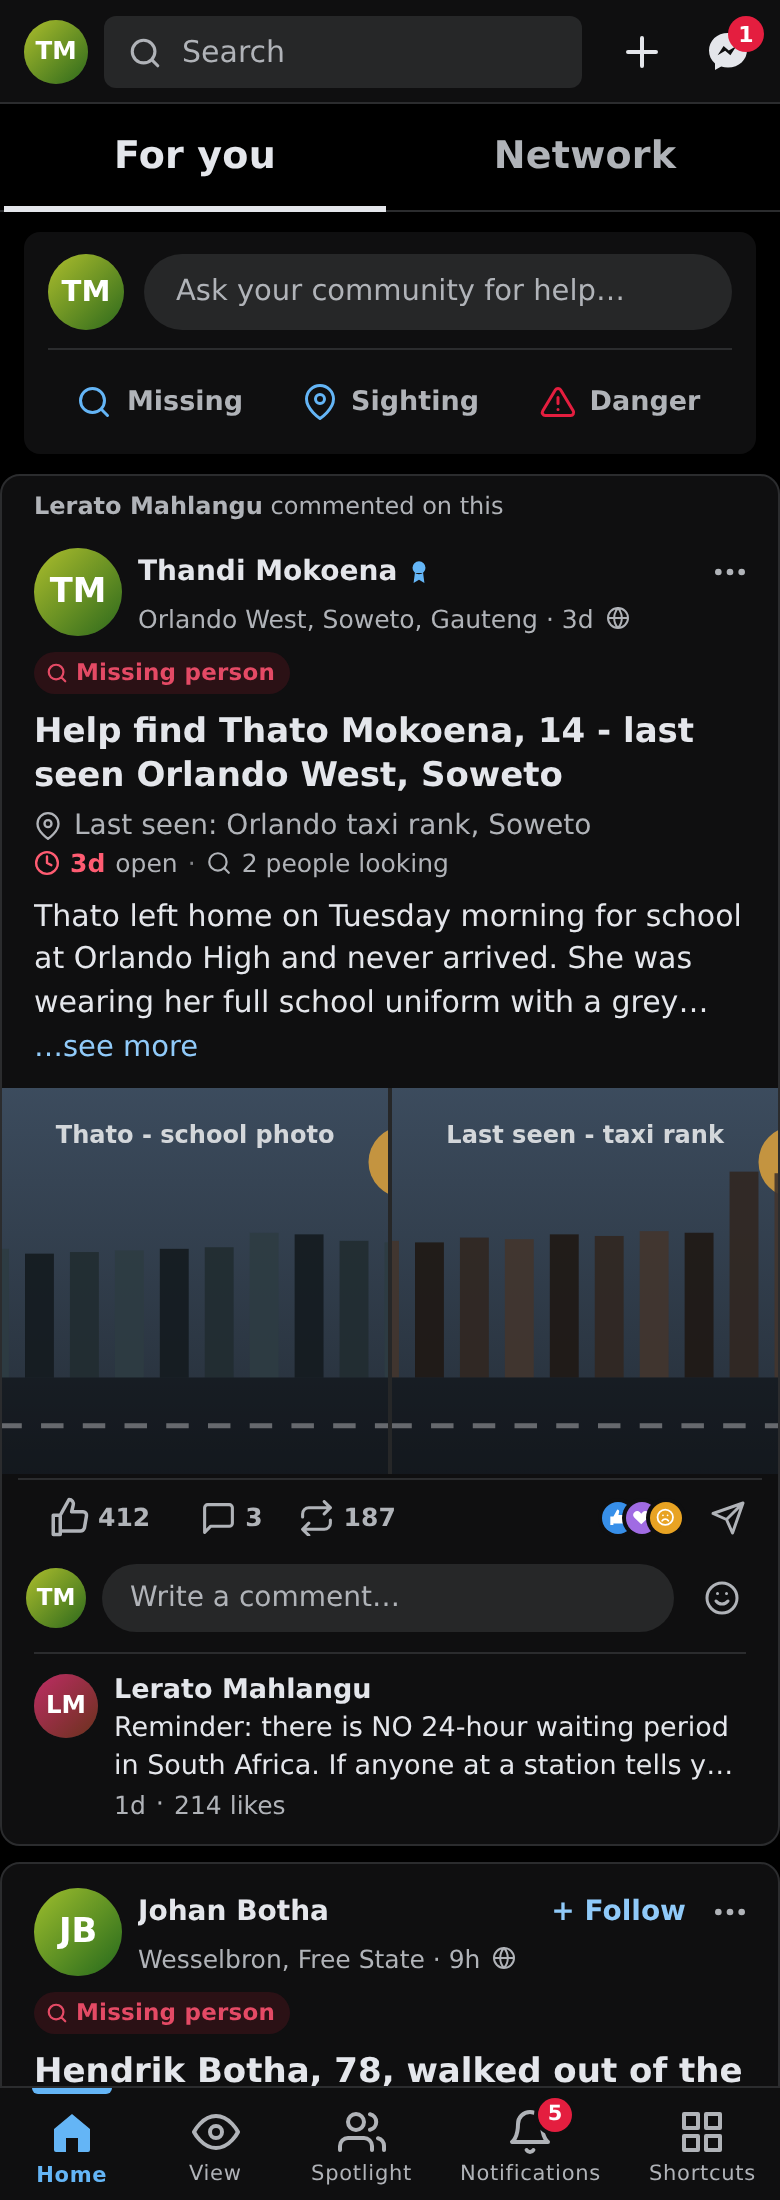 TM
Search
1
For you
Network
TM
Ask your community for help...
Missing
Sighting
Danger
Lerato Mahlangu commented on this
TM
Thandi Mokoena
Orlando West, Soweto, Gauteng · 3d
Missing person
Help find Thato Mokoena, 14 - last
seen Orlando West, Soweto
Last seen: Orlando taxi rank, Soweto
3d open · 2 people looking
Thato left home on Tuesday morning for school
at Orlando High and never arrived. She was
wearing her full school uniform with a grey…
…see more
Thato - school photo
Last seen - taxi rank
412
3
187
TM
Write a comment…
LM
Lerato Mahlangu
Reminder: there is NO 24-hour waiting period
in South Africa. If anyone at a station tells y…
1d · 214 likes
JB
Johan Botha
+ Follow
Wesselbron, Free State · 9h
Missing person
Hendrik Botha, 78, walked out of the
Home
View
Spotlight
5
Notifications
Shortcuts